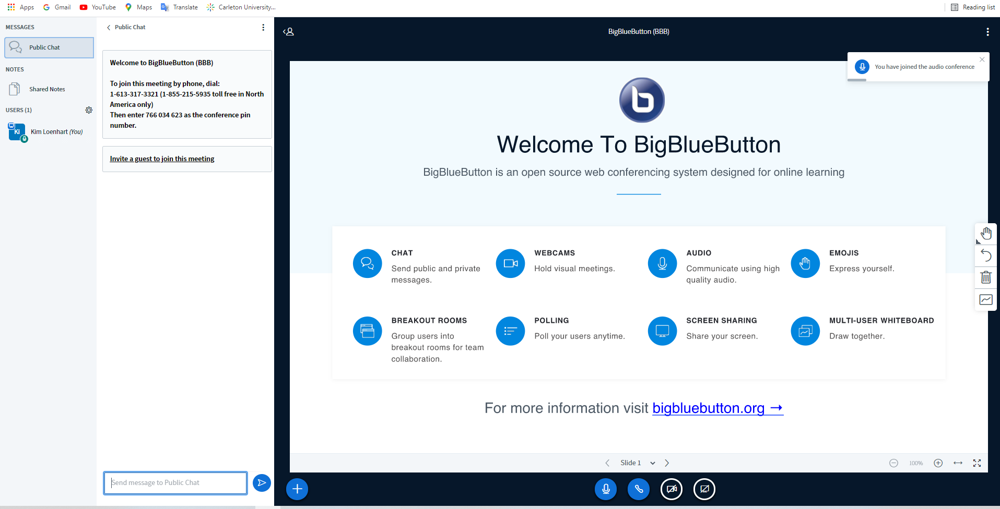 Apps Gmail YouTube Maps Translate Carleton University... Reading list
MESSAGES
Public Chat
NOTES
Shared Notes
USERS (1)
Ki Kim Loenhart (You)
Public Chat
Welcome to BigBlueButton (BBB)
To join this meeting by phone, dial:
1-613-317-3321 (1-855-215-5935 toll free in North
America only)
Then enter 766 034 623 as the conference pin
number.
Invite a guest to join this meeting
Send message to Public Chat
BigBlueButton (BBB)
You have joined the audio conference
Welcome To BigBlueButton
BigBlueButton is an open source web conferencing system designed for online learning
CHAT
Send public and private
messages.
WEBCAMS
Hold visual meetings.
AUDIO
Communicate using high
quality audio.
EMOJIS
Express yourself.
BREAKOUT ROOMS
Group users into
breakout rooms for team
collaboration.
POLLING
Poll your users anytime.
SCREEN SHARING
Share your screen.
MULTI-USER WHITEBOARD
Draw together.
For more information visit bigbluebutton.org →
Slide 1
100%